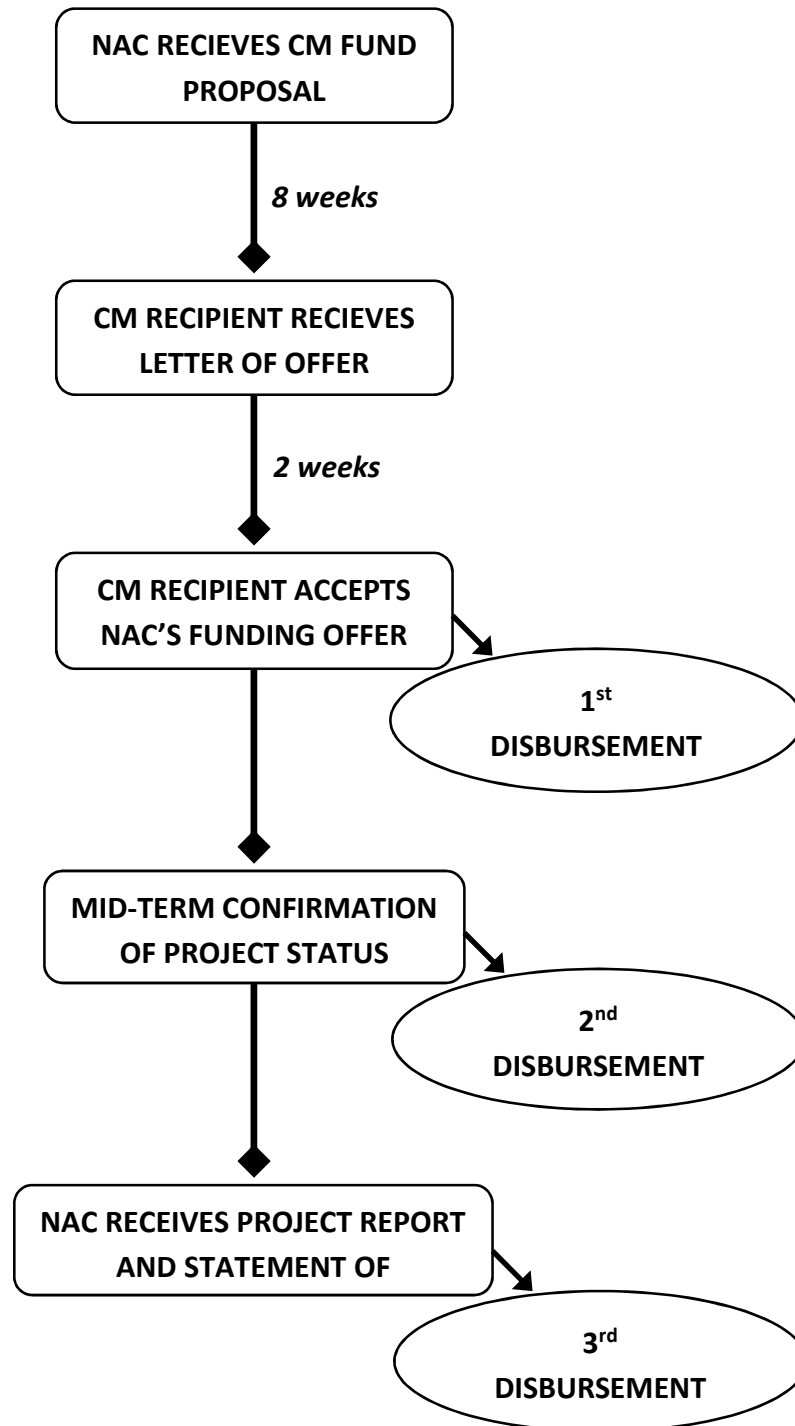 NAC RECIEVES CM FUND
PROPOSAL
8 weeks
CM RECIPIENT RECIEVES
LETTER OF OFFER
2 weeks
CM RECIPIENT ACCEPTS
NAC’S FUNDING OFFER
1st
DISBURSEMENT
MID-TERM CONFIRMATION
OF PROJECT STATUS
2nd
DISBURSEMENT
NAC RECEIVES PROJECT REPORT
AND STATEMENT OF
3rd
DISBURSEMENT